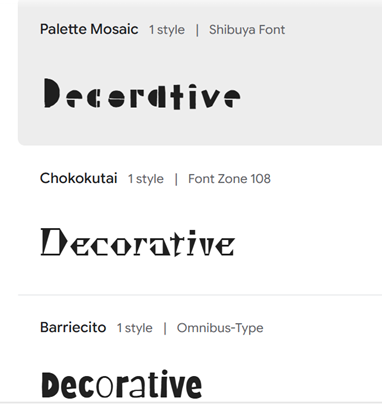 Palette Mosaic 1 style | Shibuya Font
Decorative
Chokokutai 1 style | Font Zone 108
Decorative
Barriecito 1 style | Omnibus-Type
Decorative